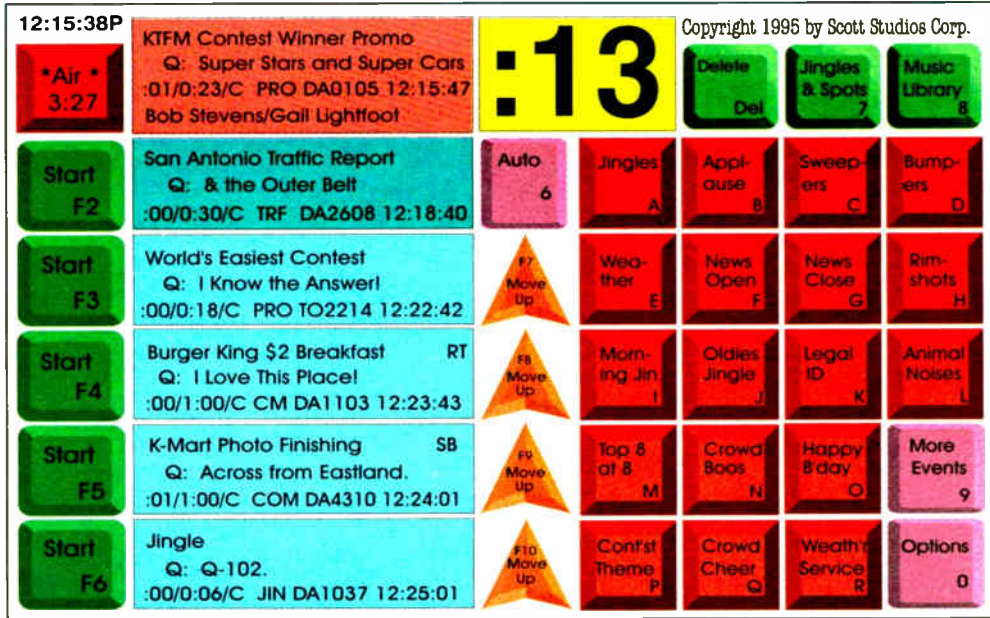 12:15:38P
*Air *
3:27
KTFM Contest Winner Promo
Q: Super Stars and Super Cars
:01/0:23/C PRO DA0105 12:15:47
Bob Stevens/Gail Lightfoot
:13
Copyright 1995 by Scott Studios Corp.
Delete
Del
Jingles
& Spots
7
Music
Library
8
Start
F2
San Antonio Traffic Report
Q: & the Outer Belt
:00/0:30/C TRF DA2608 12:18:40
Auto
6
Jingles
A
Appl-
ause
B
Sweep-
ers
C
Bump-
ers
D
Start
F3
World's Easiest Contest
Q: I Know the Answer!
:00/0:18/C PRO TO2214 12:22:42
F7
Move
Up
Wea-
ther
E
News
Open
F
News
Close
G
Rim-
shots
H
Start
F4
Burger King $2 Breakfast RT
Q: I Love This Place!
:00/1:00/C CM DA1103 12:23:43
F8
Move
Up
Morn-
ing Jin
I
Oldies
Jingle
J
Legal
ID
K
Animal
Noises
L
Start
F5
K-Mart Photo Finishing SB
Q: Across from Eastland.
:01/1:00/C COM DA4310 12:24:01
F9
Move
Up
Top 8
at 8
M
Crowd
Boos
N
Happy
B'day
O
More
Events
9
Start
F6
Jingle
Q: Q-102.
:00/0:06/C JIN DA1037 12:25:01
F10
Move
Up
Cont'st
Theme
P
Crowd
Cheer
Q
Weath'r
Service
R
Options
0